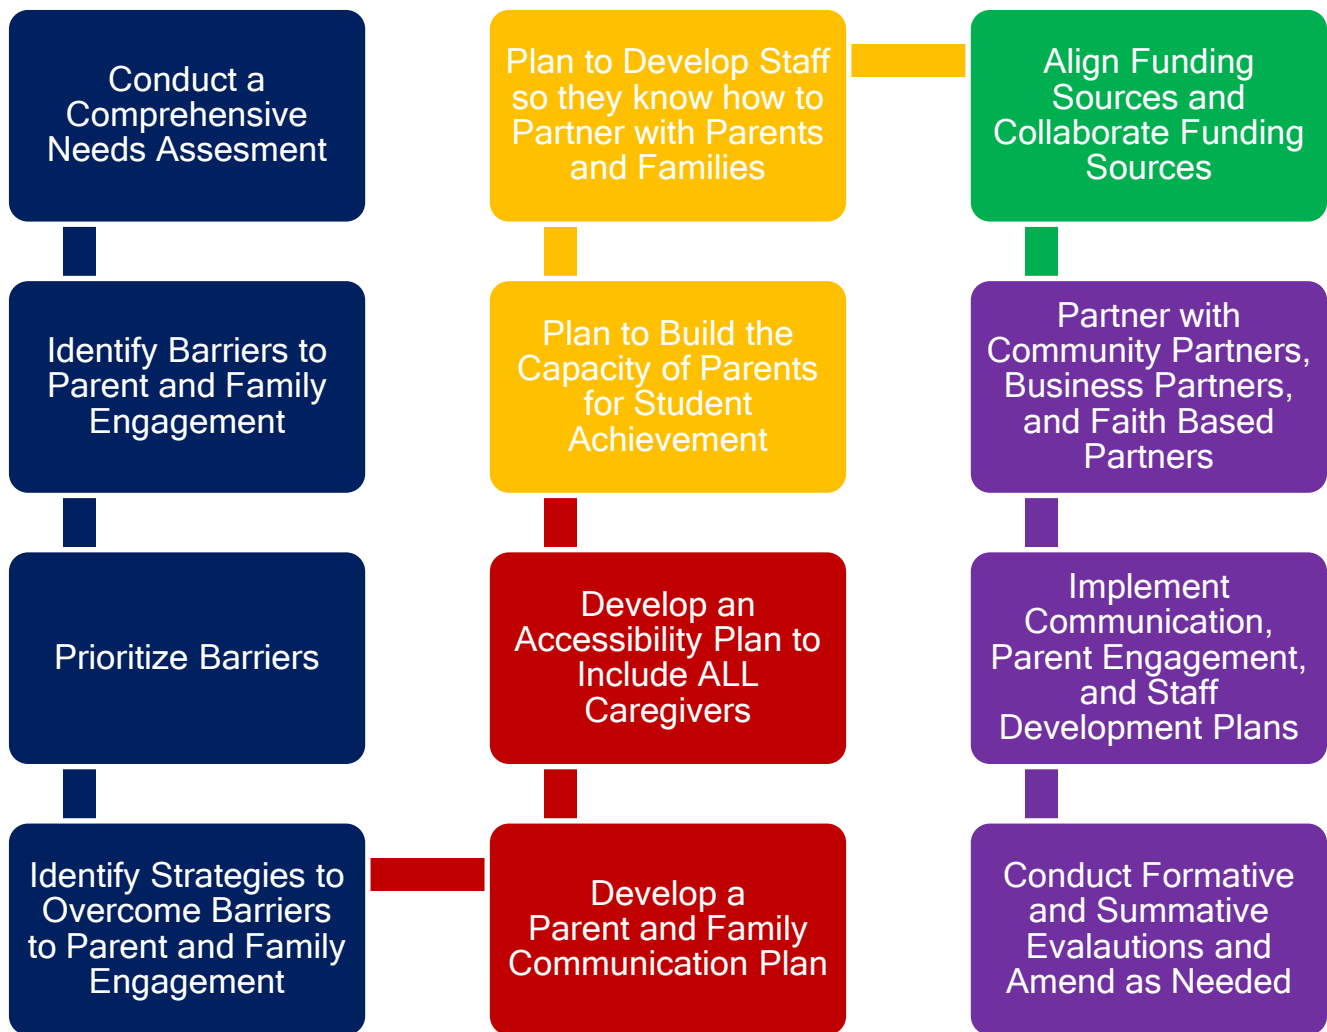 Conduct a
Comprehensive
Needs Assesment
Identify Barriers to
Parent and Family
Engagement
Prioritize Barriers
Identify Strategies to
Overcome Barriers
to Parent and Family
Engagement
Develop a
Parent and Family
Communication Plan
Develop an
Accessibility Plan to
Include ALL
Caregivers
Plan to Build the
Capacity of Parents
for Student
Achievement
Plan to Develop Staff
so they know how to
Partner with Parents
and Families
Align Funding
Sources and
Collaborate Funding
Sources
Partner with
Community Partners,
Business Partners,
and Faith Based
Partners
Implement
Communication,
Parent Engagement,
and Staff
Development Plans
Conduct Formative
and Summative
Evalautions and
Amend as Needed